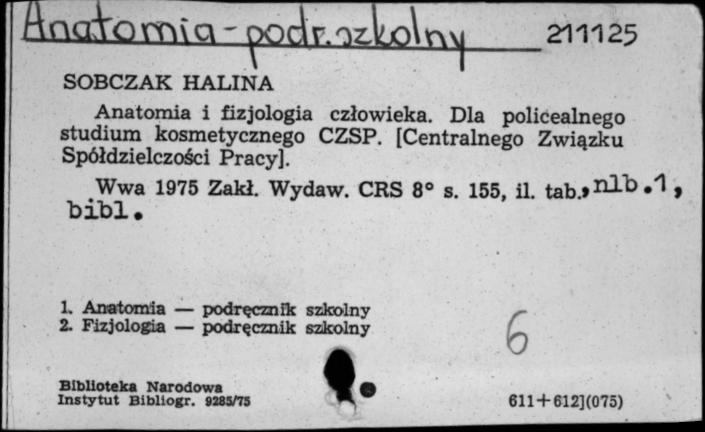 Anatomia - podr. szkolny 211125
SOBCZAK HALINA
Anatomia i fizjologia człowieka. Dla policealnego
studium kosmetycznego CZSP. [Centralnego Związku
Spółdzielczości Pracy].
Wwa 1975 Zakł. Wydaw. CRS 8° s. 155, il. tab., nlb.1,
bibl.
1. Anatomia — podręcznik szkolny
2. Fizjologia — podręcznik szkolny
6
Biblioteka Narodowa
Instytut Bibliogr. 9285/75 611+612](075)